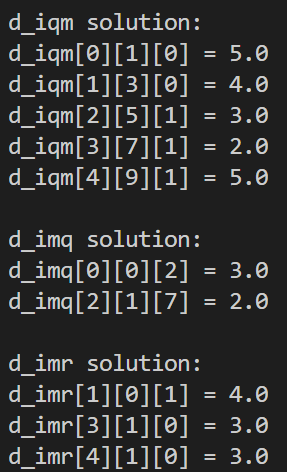 d_iqm solution:
d_iqm[0][1][0] = 5.0
d_iqm[1][3][0] = 4.0
d_iqm[2][5][1] = 3.0
d_iqm[3][7][1] = 2.0
d_iqm[4][9][1] = 5.0

d_imq solution:
d_imq[0][0][2] = 3.0
d_imq[2][1][7] = 2.0

d_imr solution:
d_imr[1][0][1] = 4.0
d_imr[3][1][0] = 3.0
d_imr[4][1][0] = 3.0